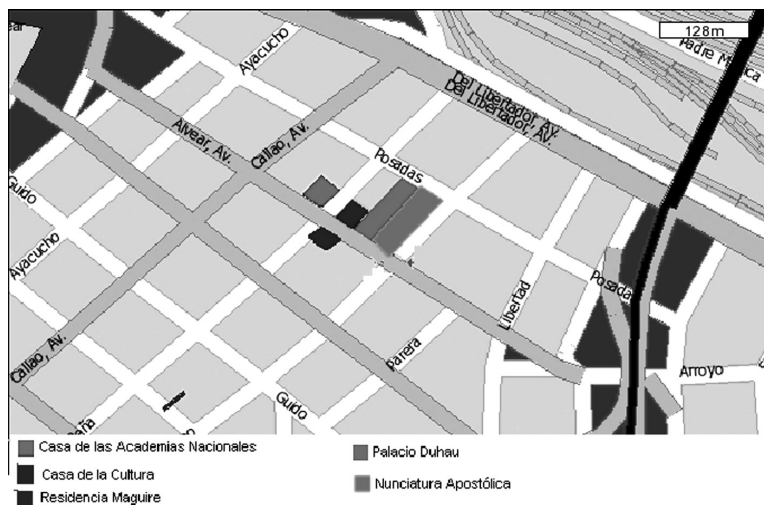 128m
Padre M
Ayacucho
Del Libertador, Av.
Del Libertador, Av.
Alvear, Av.
Callao, Av.
Posadas
Guido
Ayacucho
Posadas
Libertad
Parera
Callao, Av.
Arroyo
Guido
Casa de las Academias Nacionales
Casa de la Cultura
Residencia Maguire
Palacio Duhau
Nunciatura Apostólica